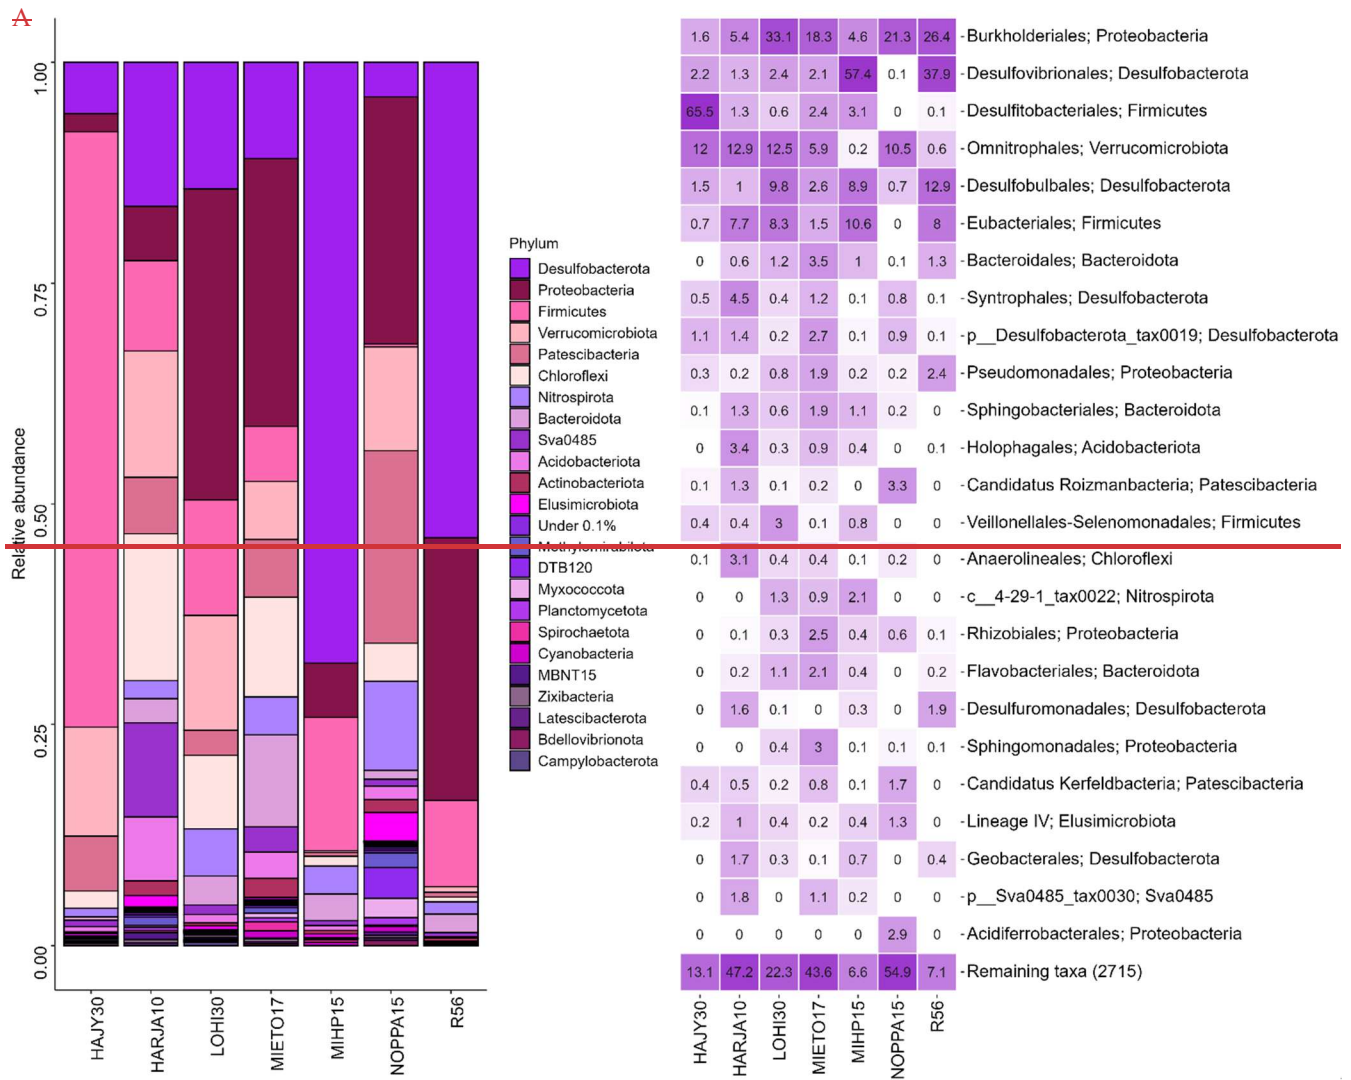 A
Relative abundance
1.00
0.75
0.50
0.25
0.00
HAJY30
HARJA10
LOHI30
MIETO17
MIHP15
NOPPA15
R56
Phylum
Desulfobacterota
Proteobacteria
Firmicutes
Verrucomicrobiota
Patescibacteria
Chloroflexi
Nitrospirota
Bacteroidota
Sva0485
Acidobacteriota
Actinobacteriota
Elusimicrobiota
Under 0.1%
Methylomirabilota
DTB120
Myxococcota
Planctomycetota
Spirochaetota
Cyanobacteria
MBNT15
Zixibacteria
Latescibacterota
Bdellovibrionota
Campylobacterota
1.6 5.4 33.1 18.3 4.6 21.3 26.4 -Burkholderiales; Proteobacteria
2.2 1.3 2.4 2.1 57.4 0.1 37.9 -Desulfovibrionales; Desulfobacterota
65.5 1.3 0.6 2.4 3.1 0 0.1 -Desulfitobacteriales; Firmicutes
12 12.9 12.5 5.9 0.2 10.5 0.6 -Omnitrophales; Verrucomicrobiota
1.5 1 9.8 2.6 8.9 0.7 12.9 -Desulfobulbales; Desulfobacterota
0.7 7.7 8.3 1.5 10.6 0 8 -Eubacteriales; Firmicutes
0 0.6 1.2 3.5 1 0.1 1.3 -Bacteroidales; Bacteroidota
0.5 4.5 0.4 1.2 0.1 0.8 0.1 -Syntrophales; Desulfobacterota
1.1 1.4 0.2 2.7 0.1 0.9 0.1 -p__Desulfobacterota_tax0019; Desulfobacterota
0.3 0.2 0.8 1.9 0.2 0.2 2.4 -Pseudomonadales; Proteobacteria
0.1 1.3 0.6 1.9 1.1 0.2 0 -Sphingobacteriales; Bacteroidota
0 3.4 0.3 0.9 0.4 0 0.1 -Holophagales; Acidobacteriota
0.1 1.3 0.1 0.2 0 3.3 0 -Candidatus Roizmanbacteria; Patescibacteria
0.4 0.4 3 0.1 0.8 0 0 -Veillonellales-Selenomonadales; Firmicutes
0.1 3.1 0.4 0.4 0.1 0.2 0 -Anaerolineales; Chloroflexi
0 0 1.3 0.9 2.1 0 0 -c__4-29-1_tax0022; Nitrospirota
0 0.1 0.3 2.5 0.4 0.6 0.1 -Rhizobiales; Proteobacteria
0 0.2 1.1 2.1 0.4 0 0.2 -Flavobacteriales; Bacteroidota
0 1.6 0.1 0 0.3 0 1.9 -Desulfuromonadales; Desulfobacterota
0 0 0.4 3 0.1 0.1 0.1 -Sphingomonadales; Proteobacteria
0.4 0.5 0.2 0.8 0.1 1.7 0 -Candidatus Kerfeldbacteria; Patescibacteria
0.2 1 0.4 0.2 0.4 1.3 0 -Lineage IV; Elusimicrobiota
0 1.7 0.3 0.1 0.7 0 0.4 -Geobacterales; Desulfobacterota
0 1.8 0 1.1 0.2 0 0 -p__Sva0485_tax0030; Sva0485
0 0 0 0 0 2.9 0 -Acidiferrobacterales; Proteobacteria
13.1 47.2 22.3 43.6 6.6 54.9 7.1 -Remaining taxa (2715)
HAJY30-
HARJA10-
LOHI30-
MIETO17-
MIHP15-
NOPPA15-
R56-